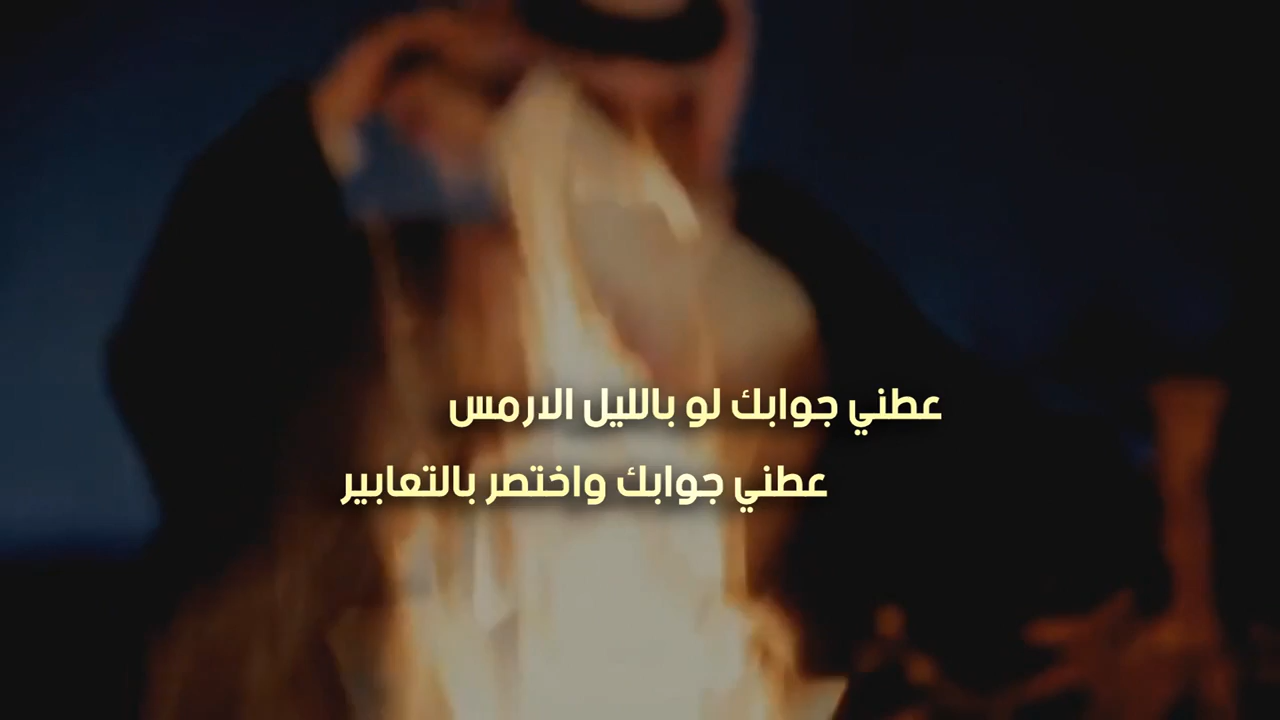 عطني جوابك لو بالليل الارمس
عطني جوابك واختصر بالتعابير